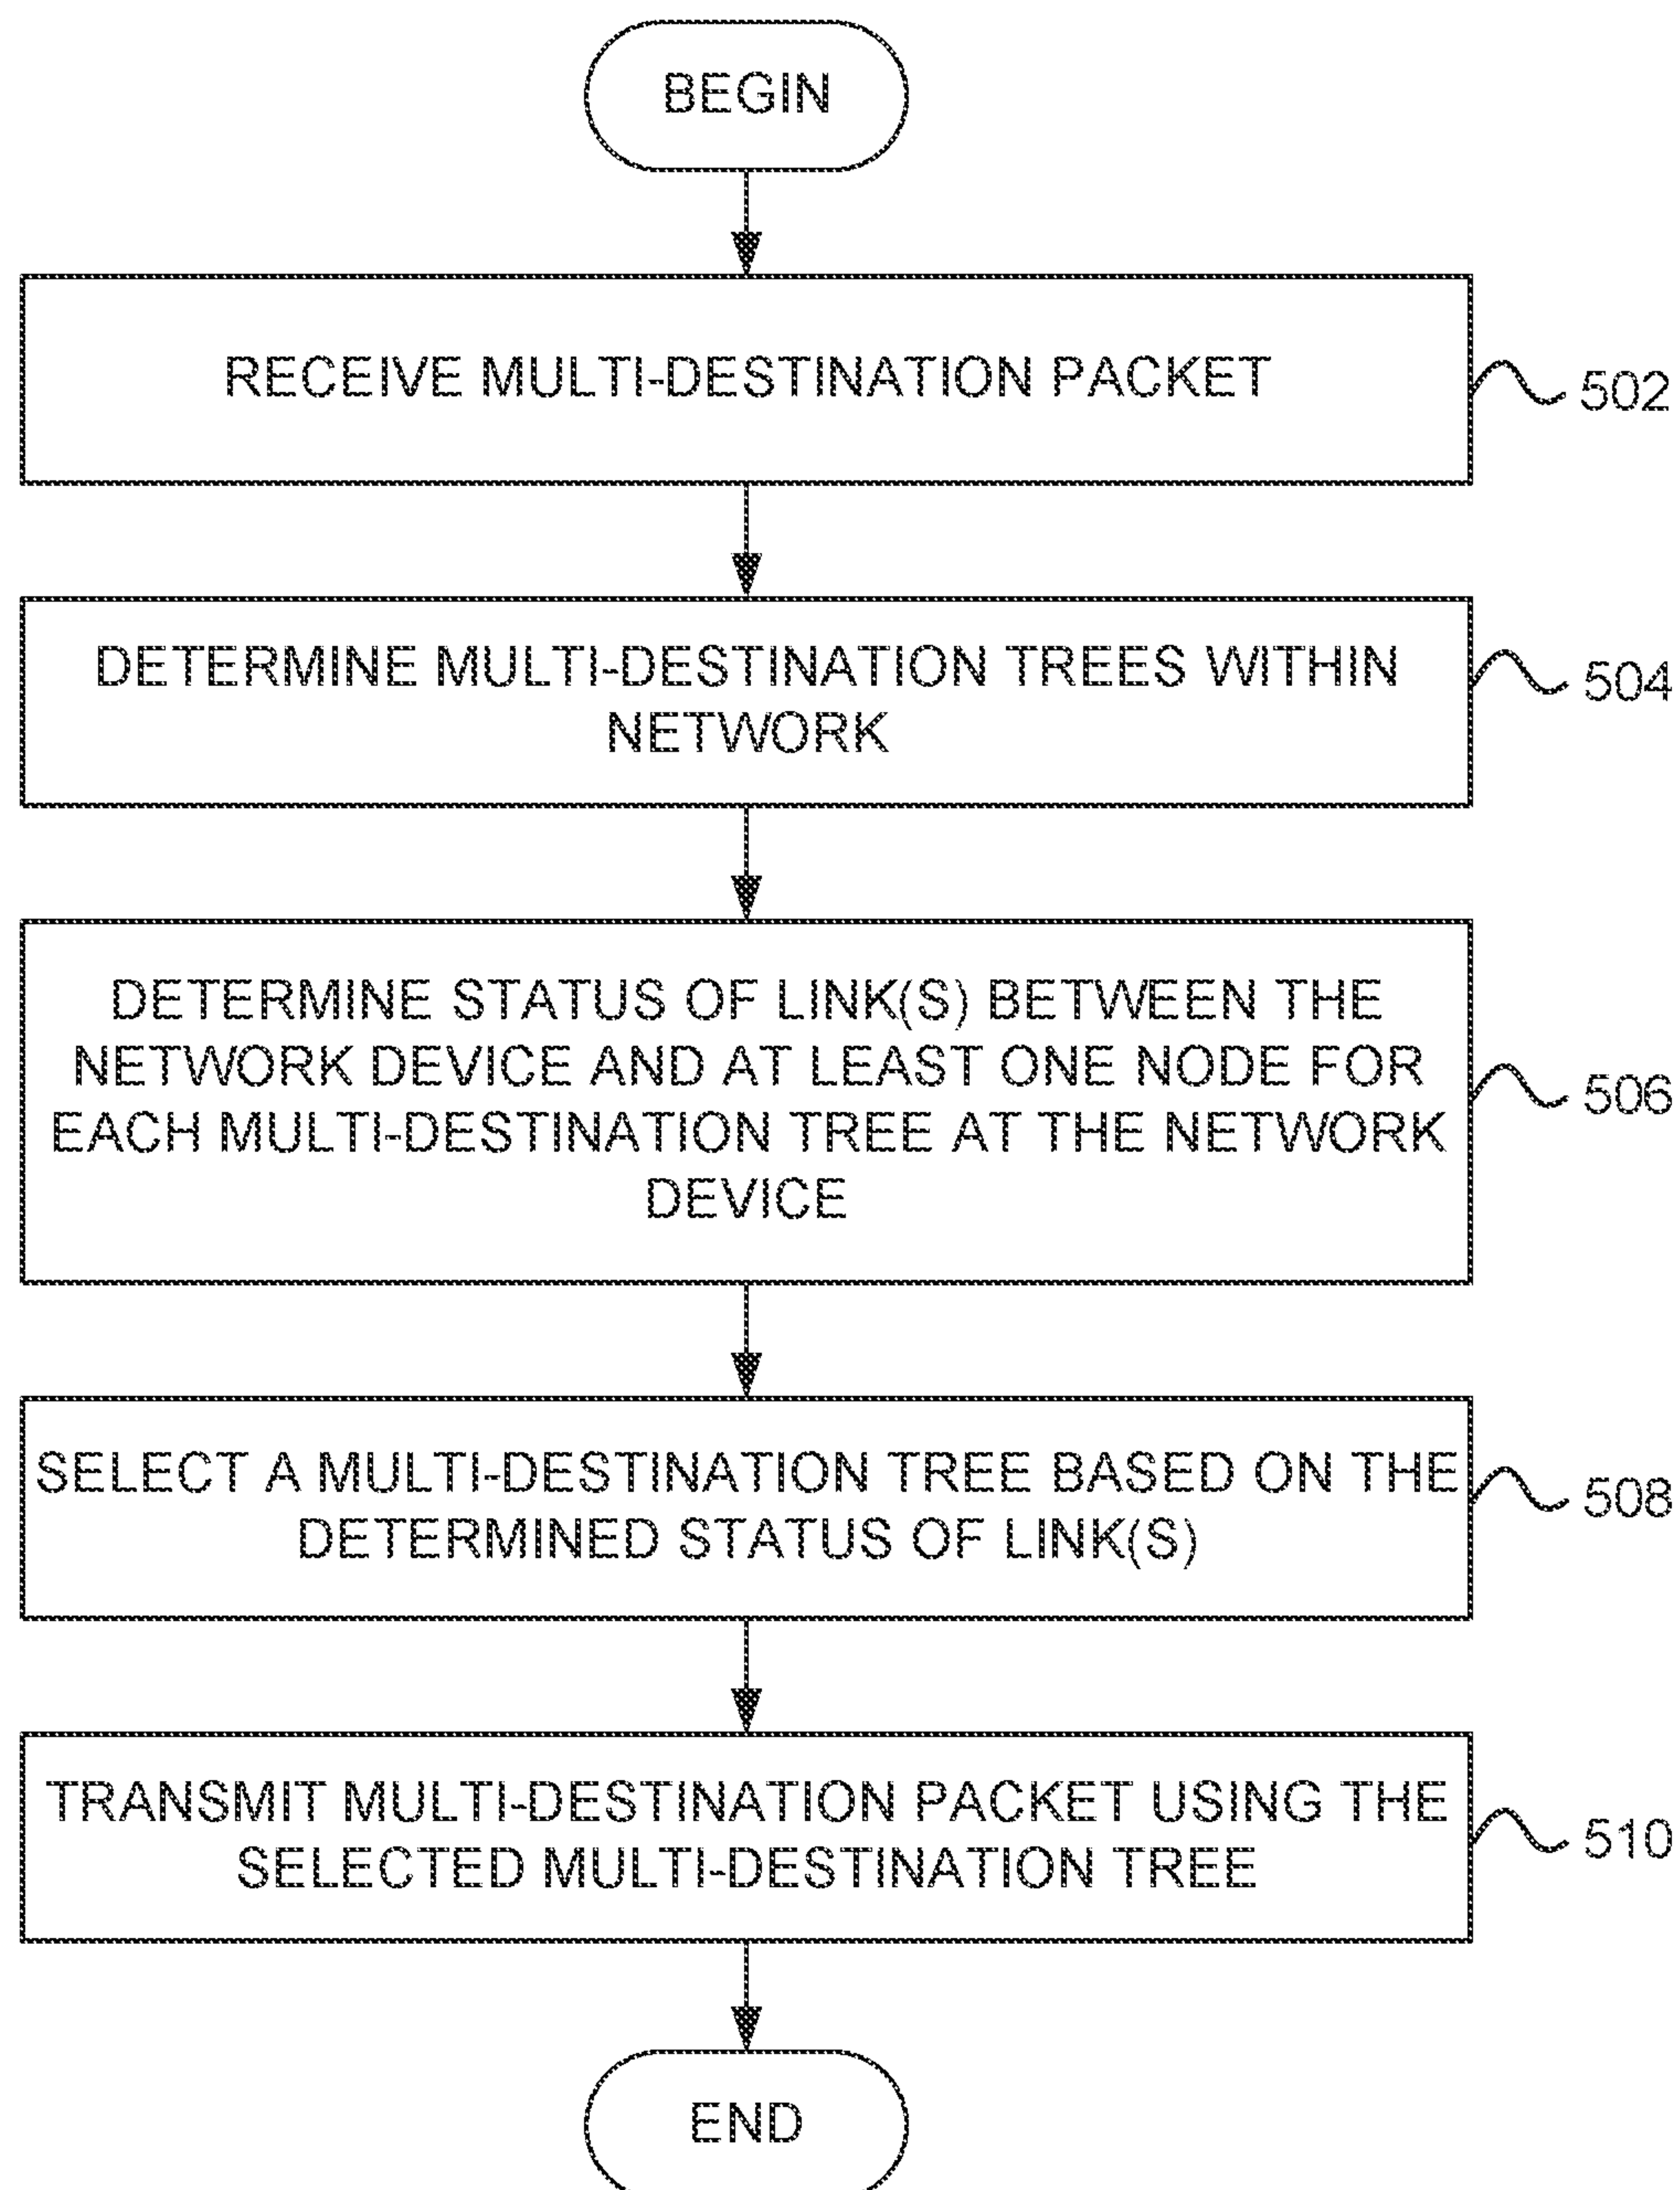 BEGIN
RECEIVE MULTI-DESTINATION PACKET
502
DETERMINE MULTI-DESTINATION TREES WITHIN
NETWORK
504
DETERMINE STATUS OF LINK(S) BETWEEN THE
NETWORK DEVICE AND AT LEAST ONE NODE FOR
EACH MULTI-DESTINATION TREE AT THE NETWORK
DEVICE
506
SELECT A MULTI-DESTINATION TREE BASED ON THE
DETERMINED STATUS OF LINK(S)
508
TRANSMIT MULTI-DESTINATION PACKET USING THE
SELECTED MULTI-DESTINATION TREE
510
END